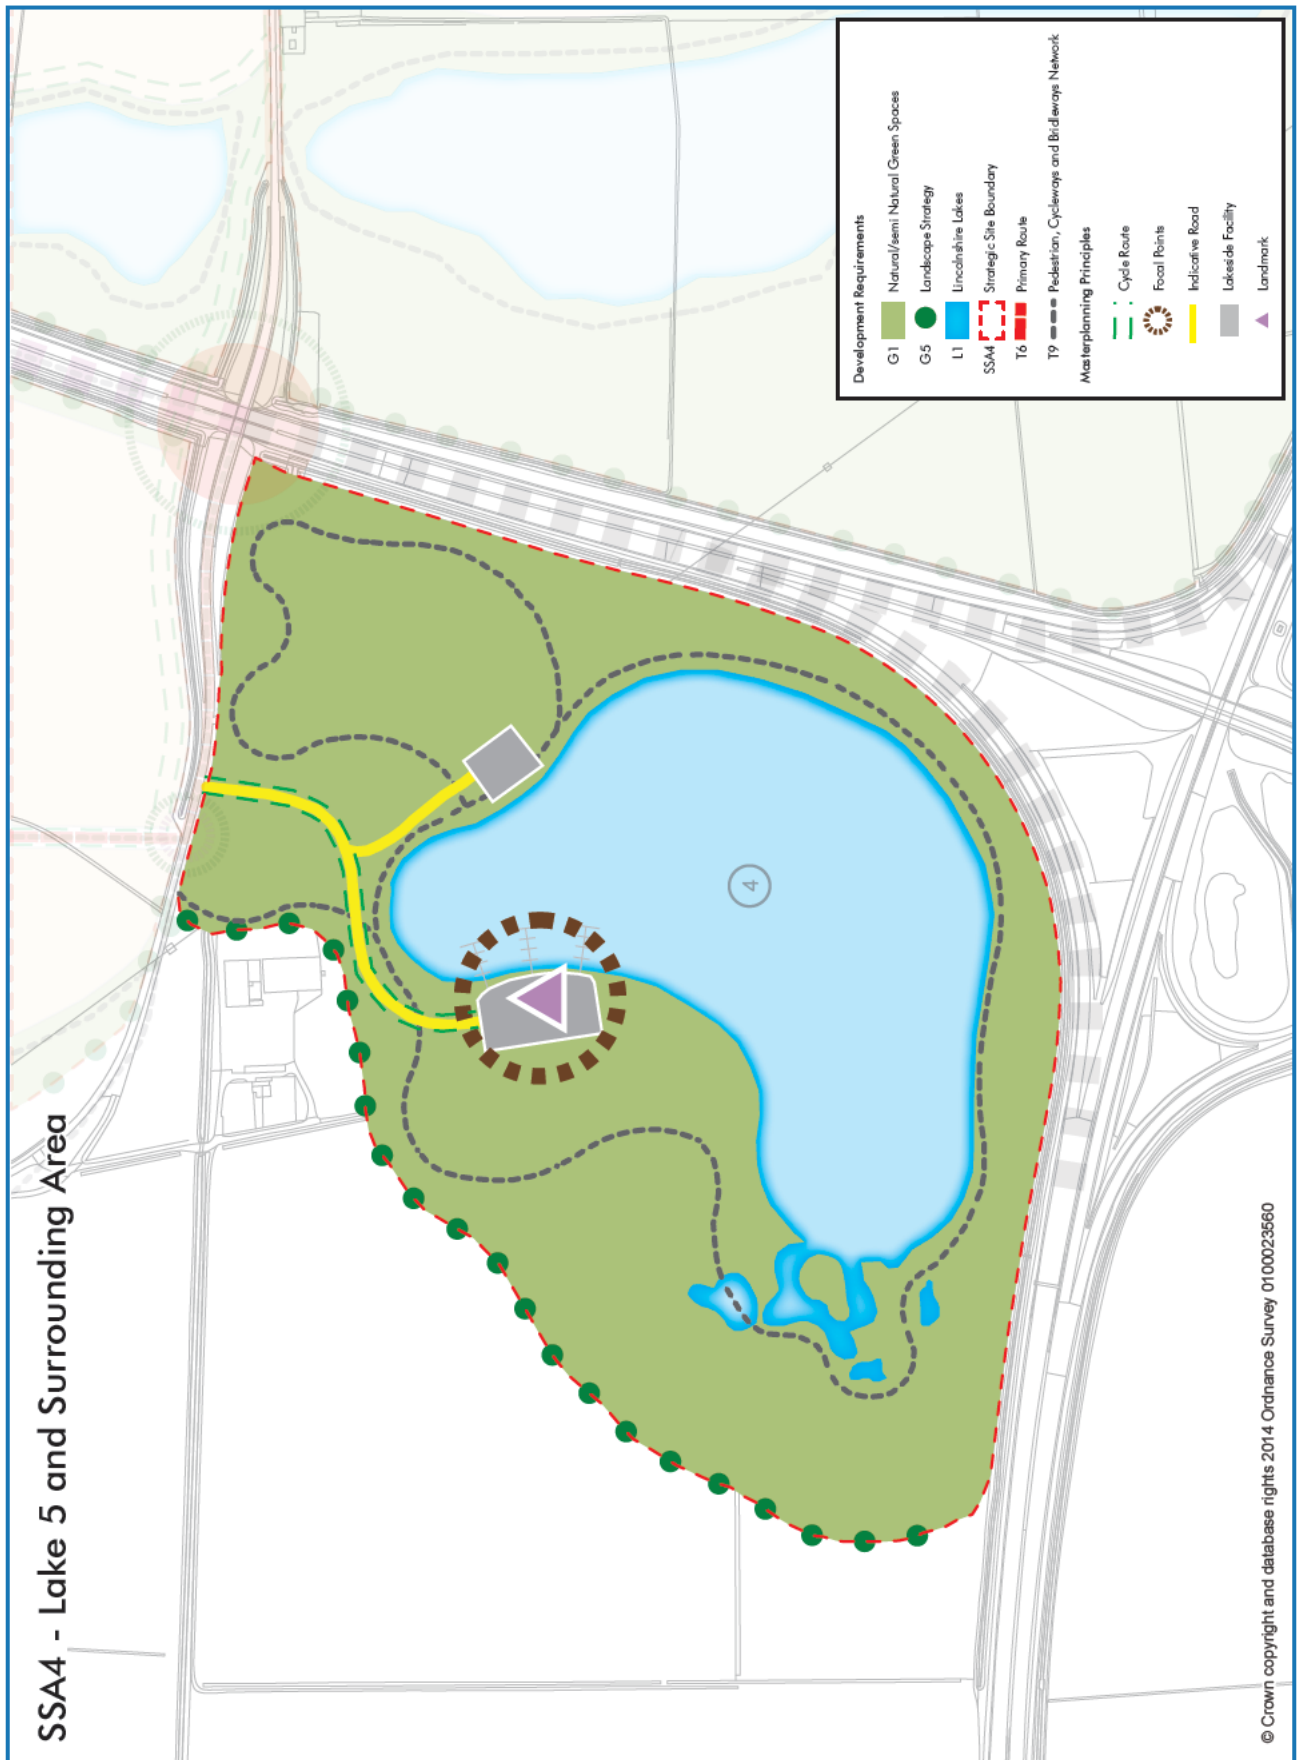 SSA4 - Lake 5 and Surrounding Area
4
Development Requirements
G1 Natural/semi Natural Green Spaces
G5 Landscape Strategy
L1 Lincolnshire Lakes
SSA4 Strategic Site Boundary
T6 Primary Route
T9 Pedestrian, Cycleways and Bridleways Network
Masterplanning Principles
Cycle Route
Focal Points
Indicative Road
Lakeside Facility
Landmark
© Crown copyright and database rights 2014 Ordnance Survey 0100023560